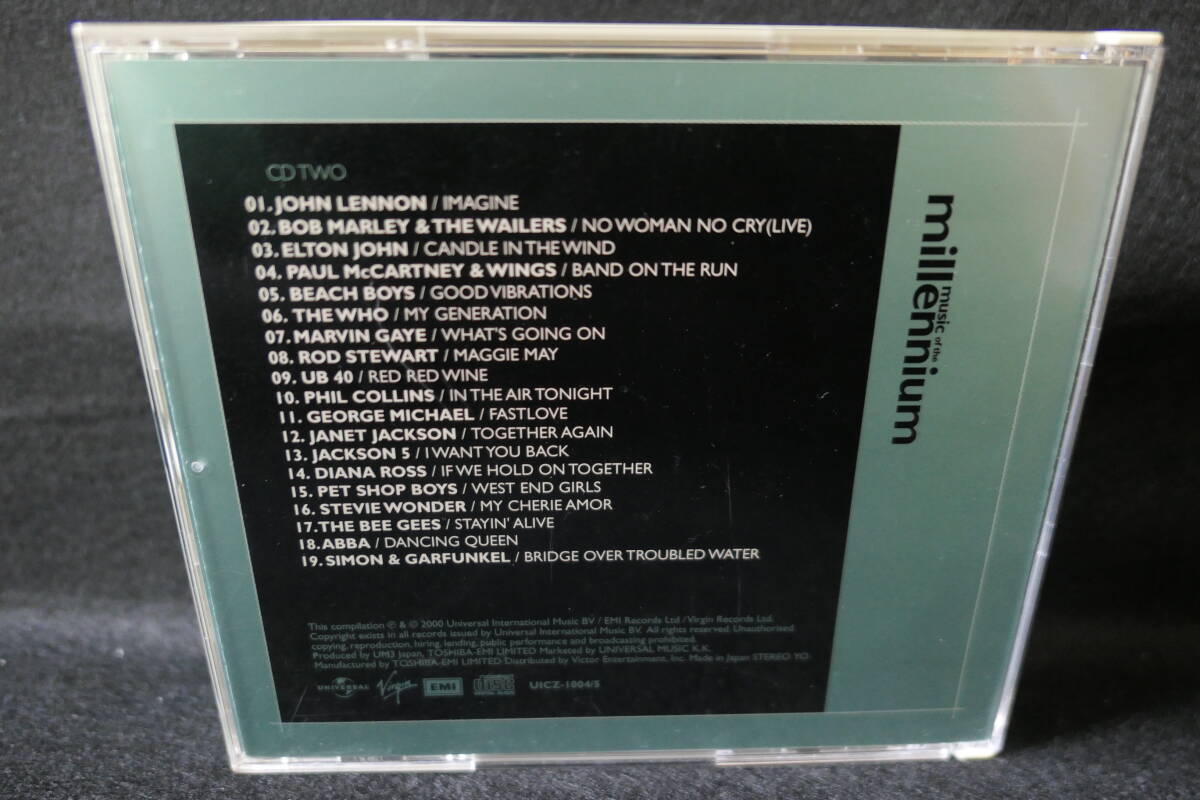 CD TWO
01. JOHN LENNON / IMAGINE
02. BOB MARLEY & THE WAILERS / NO WOMAN NO CRY(LIVE)
03. ELTON JOHN / CANDLE IN THE WIND
04. PAUL McCARTNEY & WINGS / BAND ON THE RUN
05. BEACH BOYS / GOOD VIBRATIONS
06. THE WHO / MY GENERATION
07. MARVIN GAYE / WHAT'S GOING ON
08. ROD STEWART / MAGGIE MAY
09. UB 40 / RED RED WINE
10. PHIL COLLINS / IN THE AIR TONIGHT
11. GEORGE MICHAEL / FASTLOVE
12. JANET JACKSON / TOGETHER AGAIN
13. JACKSON 5 / I WANT YOU BACK
14. DIANA ROSS / IF WE HOLD ON TOGETHER
15. PET SHOP BOYS / WEST END GIRLS
16. STEVIE WONDER / MY CHERIE AMOR
17. THE BEE GEES / STAYIN' ALIVE
18. ABBA / DANCING QUEEN
19. SIMON & GARFUNKEL / BRIDGE OVER TROUBLED WATER
This compilation ℗ & © 2000 Universal International Music BV / EMI Records Ltd / Virgin Records Ltd.
Copyright exists in all records issued by Universal International Music BV. All rights reserved. Unauthorised
copying, reproduction, hiring, lending, public performance and broadcasting prohibited.
Produced by UM3 Japan, TOSHIBA-EMI LIMITED Marketed by UNIVERSAL MUSIC K.K.
Manufactured by TOSHIBA-EMI LIMITED Distributed by Victor Entertainment, Inc. Made in Japan STEREO YO
UNIVERSAL Virgin EMI disc DIGITAL AUDIO UICZ-1004/5
music of the
millennium